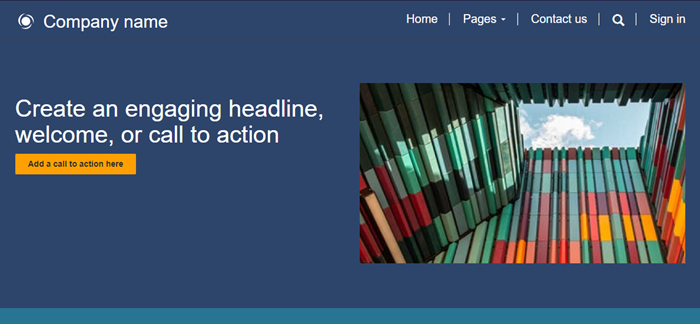 Company name
Home
Pages
Contact us
Sign in
Create an engaging headline,
welcome, or call to action
Add a call to action here